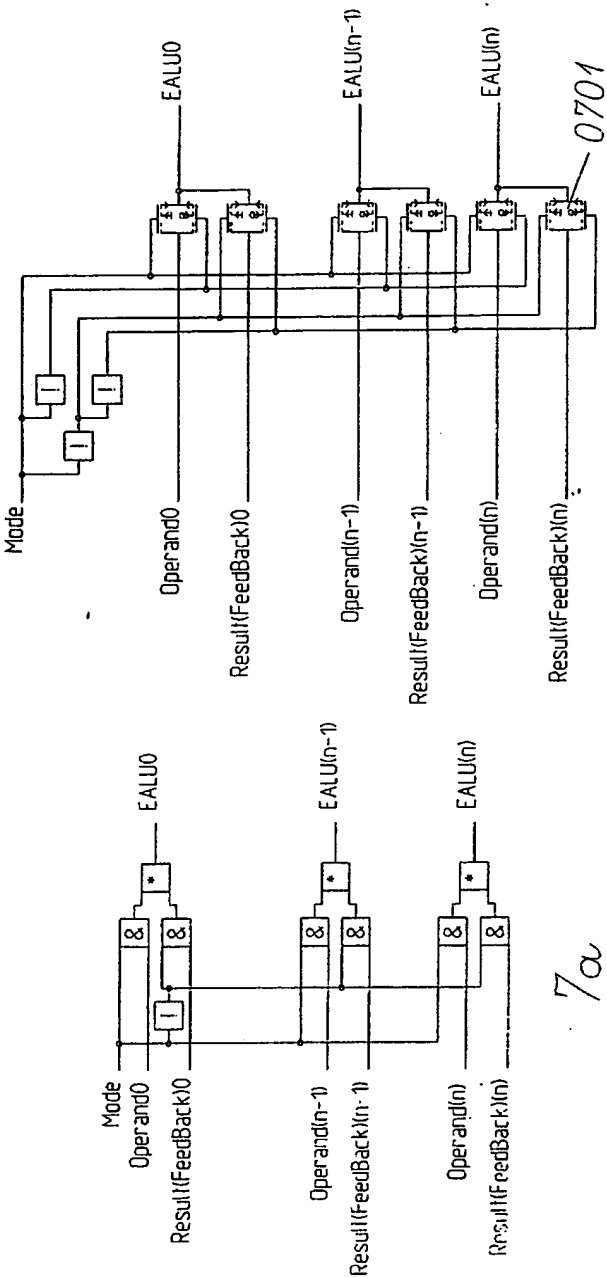 Mode
Operand0
Result(FeedBack)0
Operand(n-1)
Result(FeedBack)(n-1)
Operand(n)
Result(FeedBack)(n)
&
&
&
&
&
&
*
*
*
|
EALU0
EALU(n-1)
EALU(n)
7a
Mode
Operand0
Result(FeedBack)0
Operand(n-1)
Result(FeedBack)(n-1)
Operand(n)
Result(FeedBack)(n)
|
|
|
EALU0
EALU(n-1)
EALU(n)
0701